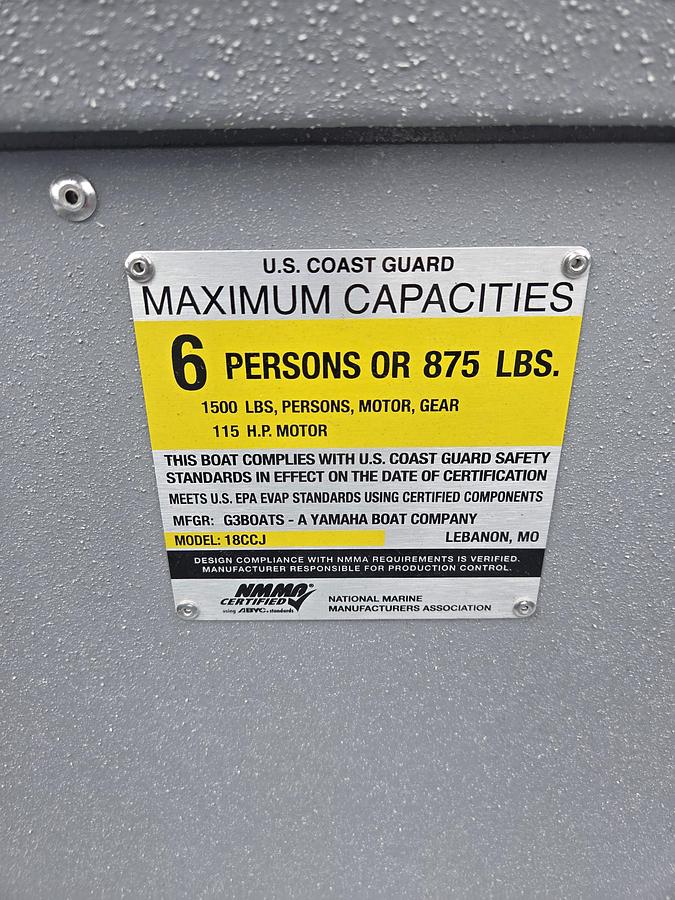 U.S. COAST GUARD
MAXIMUM CAPACITIES
6 PERSONS OR 875 LBS.
1500 LBS, PERSONS, MOTOR, GEAR
115 H.P. MOTOR
THIS BOAT COMPLIES WITH U.S. COAST GUARD SAFETY
STANDARDS IN EFFECT ON THE DATE OF CERTIFICATION
MEETS U.S. EPA EVAP STANDARDS USING CERTIFIED COMPONENTS
MFGR: G3BOATS - A YAMAHA BOAT COMPANY
MODEL: 18CCJ LEBANON, MO
DESIGN COMPLIANCE WITH NMMA REQUIREMENTS IS VERIFIED.
MANUFACTURER RESPONSIBLE FOR PRODUCTION CONTROL.
NMMA®
CERTIFIED
using ABYC. standards
NATIONAL MARINE
MANUFACTURERS ASSOCIATION